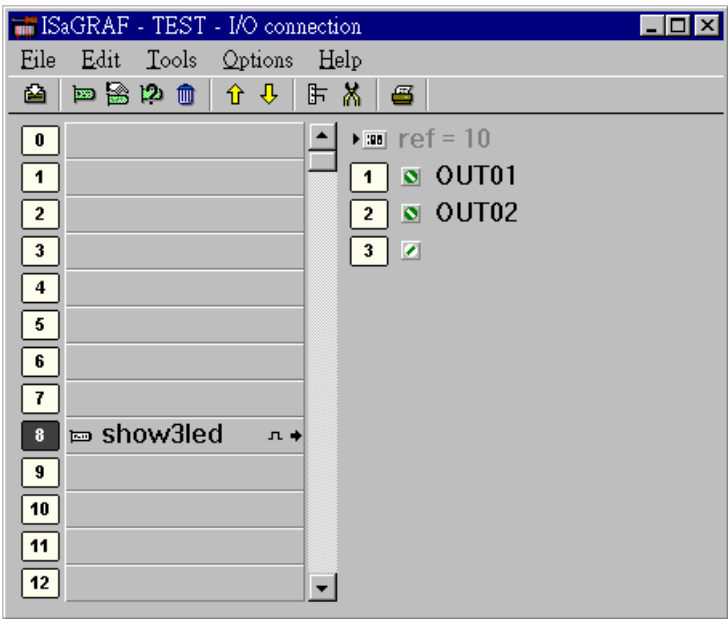 ISaGRAF - TEST - I/O connection
File Edit Tools Options Help
ref = 10
0
1
2
3
4
5
6
7
8 show3led
9
10
11
12
1 OUT01
2 OUT02
3